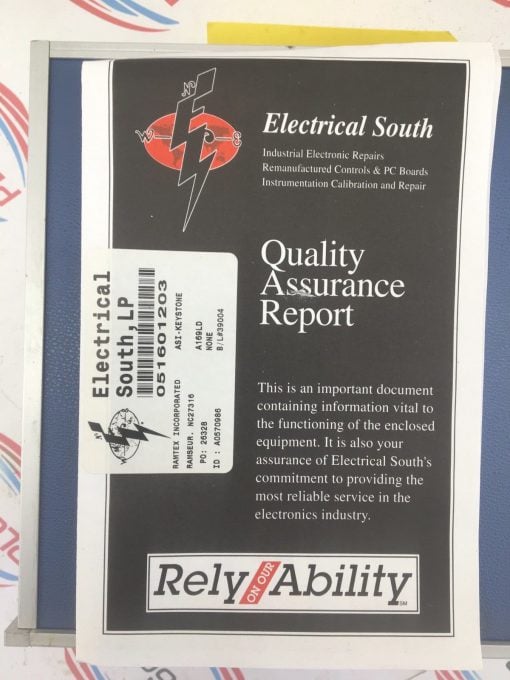 Electrical South
Industrial Electronic Repairs
Remanufactured Controls & PC Boards
Instrumentation Calibration and Repair
Quality
Assurance
Report
This is an important document
containing information vital to
the functioning of the enclosed
equipment. It is also your
assurance of Electrical South's
commitment to providing the
most reliable service in the
electronics industry.
Rely ON OUR Ability SM
Electrical
South, LP
051601203
RAMTEX INCORPORATED ASI-KEYSTONE
RAMSEUR, NC27316
A169LD
PO: 26328 NONE
ID : A0570986 B/L#39004
N
W
E
S